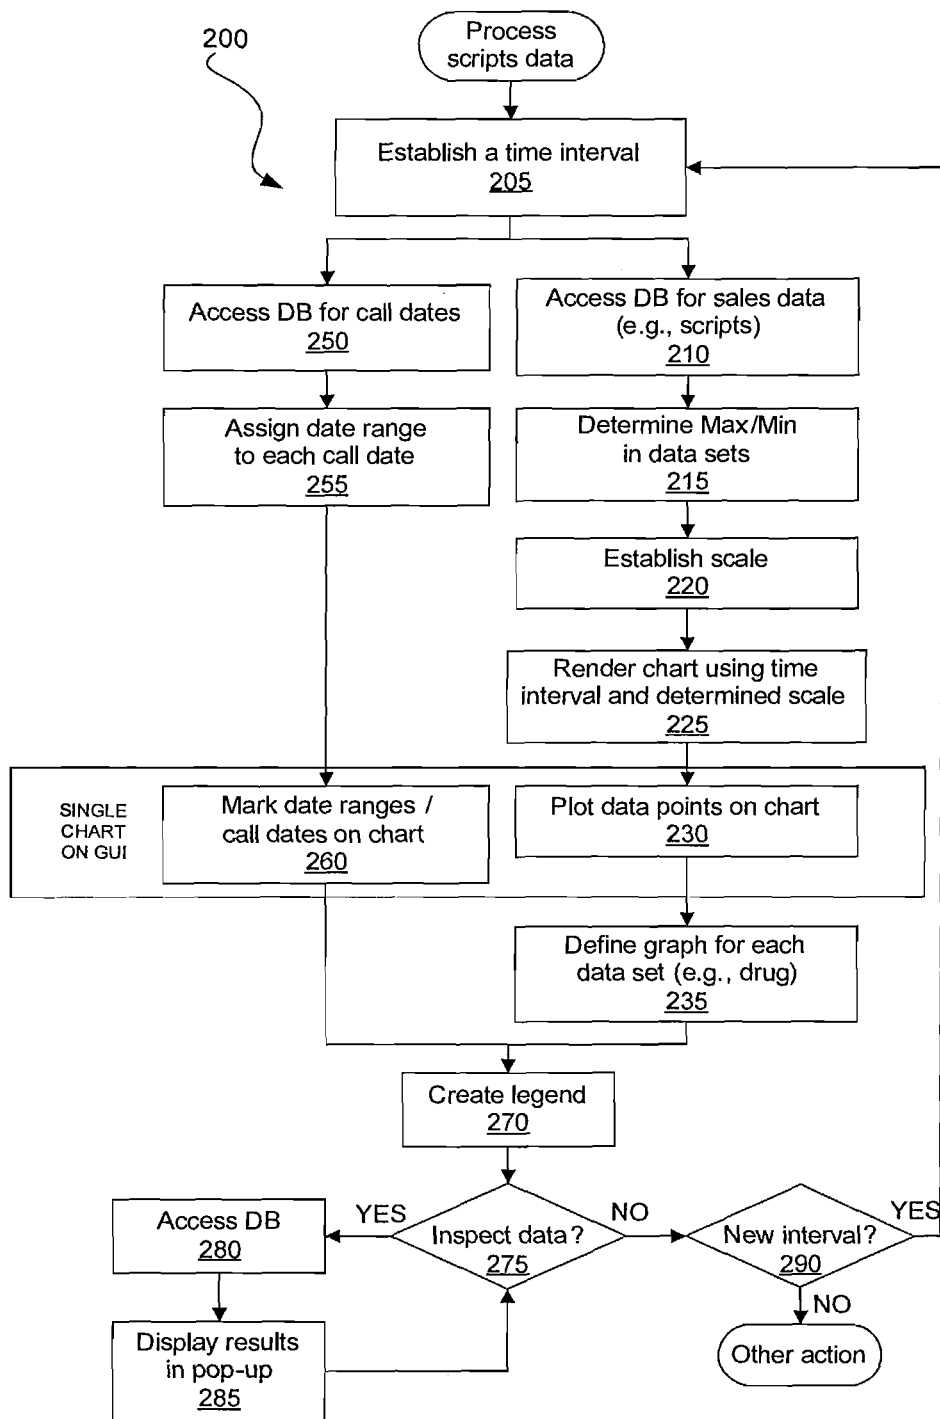 Process
scripts data
200
Establish a time interval
205
Access DB for call dates
250
Access DB for sales data
(e.g., scripts)
210
Assign date range
to each call date
255
Determine Max/Min
in data sets
215
Establish scale
220
Render chart using time
interval and determined scale
225
SINGLE
CHART
ON GUI
Mark date ranges /
call dates on chart
260
Plot data points on chart
230
Define graph for each
data set (e.g., drug)
235
Create legend
270
Inspect data?
275
YES
NO
Access DB
280
Display results
in pop-up
285
New interval?
290
YES
NO
Other action